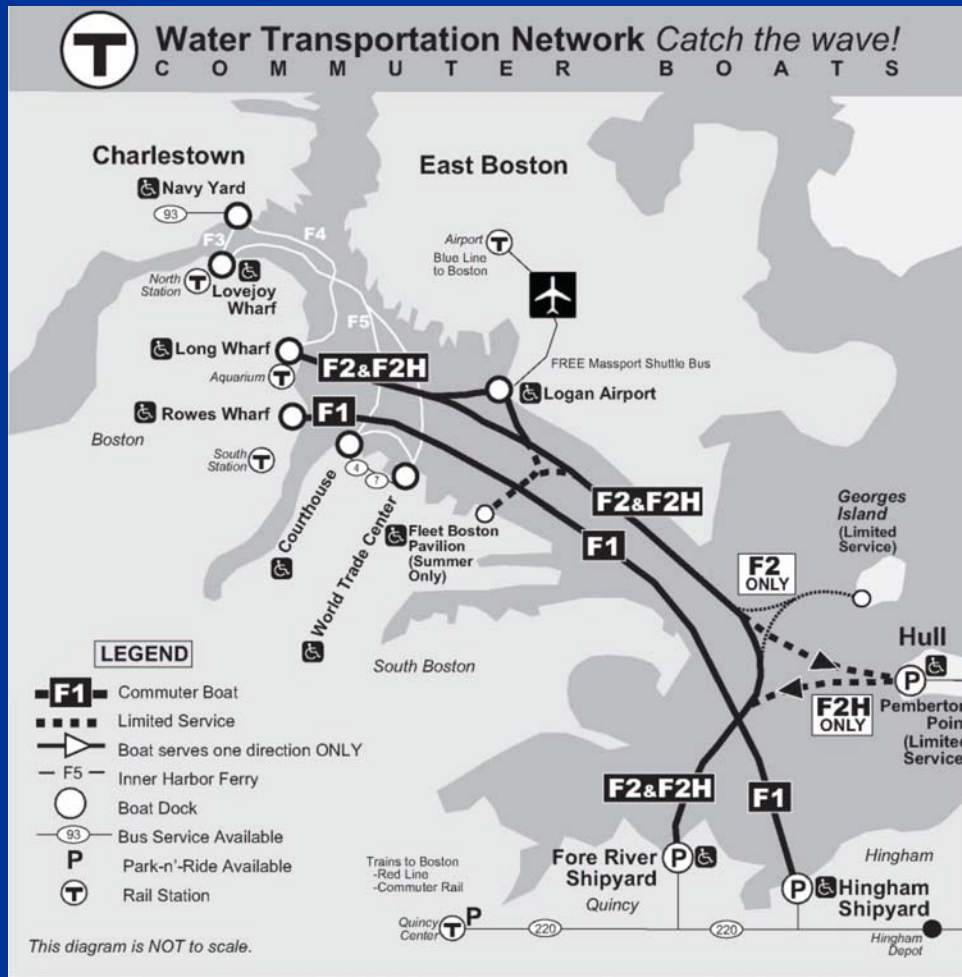 T
Water Transportation Network Catch the wave!
COMMUTER BOATS
Charlestown
Navy Yard
93
F3
F4
North
Station
T
Lovejoy
Wharf
East Boston
Airport
T
Blue Line
to Boston
F5
Long Wharf
Aquarium
T
F2&F2H
FREE Massport Shuttle Bus
Logan Airport
Rowes Wharf
F1
Boston
South
Station
T
4
7
Courthouse
World Trade Center
Fleet Boston
Pavilion
(Summer
Only)
F2&F2H
F1
Georges
Island
(Limited
Service)
F2
ONLY
South Boston
Hull
P
Pemberton
Poin
(Limited
Service
F2H
ONLY
F2&F2H
F1
LEGEND
F1 Commuter Boat
Limited Service
Boat serves one direction ONLY
F5 Inner Harbor Ferry
Boat Dock
93 Bus Service Available
P Park-n'-Ride Available
T Rail Station
This diagram is NOT to scale.
Trains to Boston
-Red Line
-Commuter Rail
Fore River
Shipyard
P
Quincy
Hingham
P
Hingham
Shipyard
Quincy
Center
T
P
220
220
Hingham
Depot